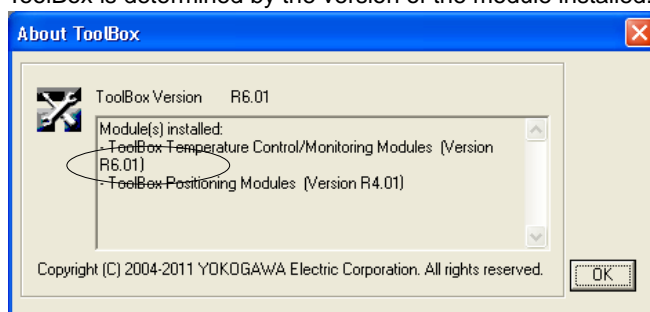 ToolBox is determined by the version of the module installed.
About ToolBox
ToolBox Version R6.01
Module(s) installed:
- ToolBox Temperature Control/Monitoring Modules (Version
R6.01)
- ToolBox Positioning Modules (Version R4.01)
Copyright (C) 2004-2011 YOKOGAWA Electric Corporation. All rights reserved.
OK